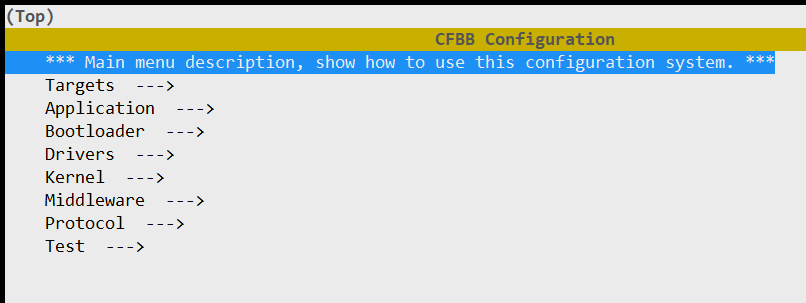 (Top)
CFBB Configuration
*** Main menu description, show how to use this configuration system. ***
Targets  --->
Application  --->
Bootloader  --->
Drivers  --->
Kernel  --->
Middleware  --->
Protocol  --->
Test  --->